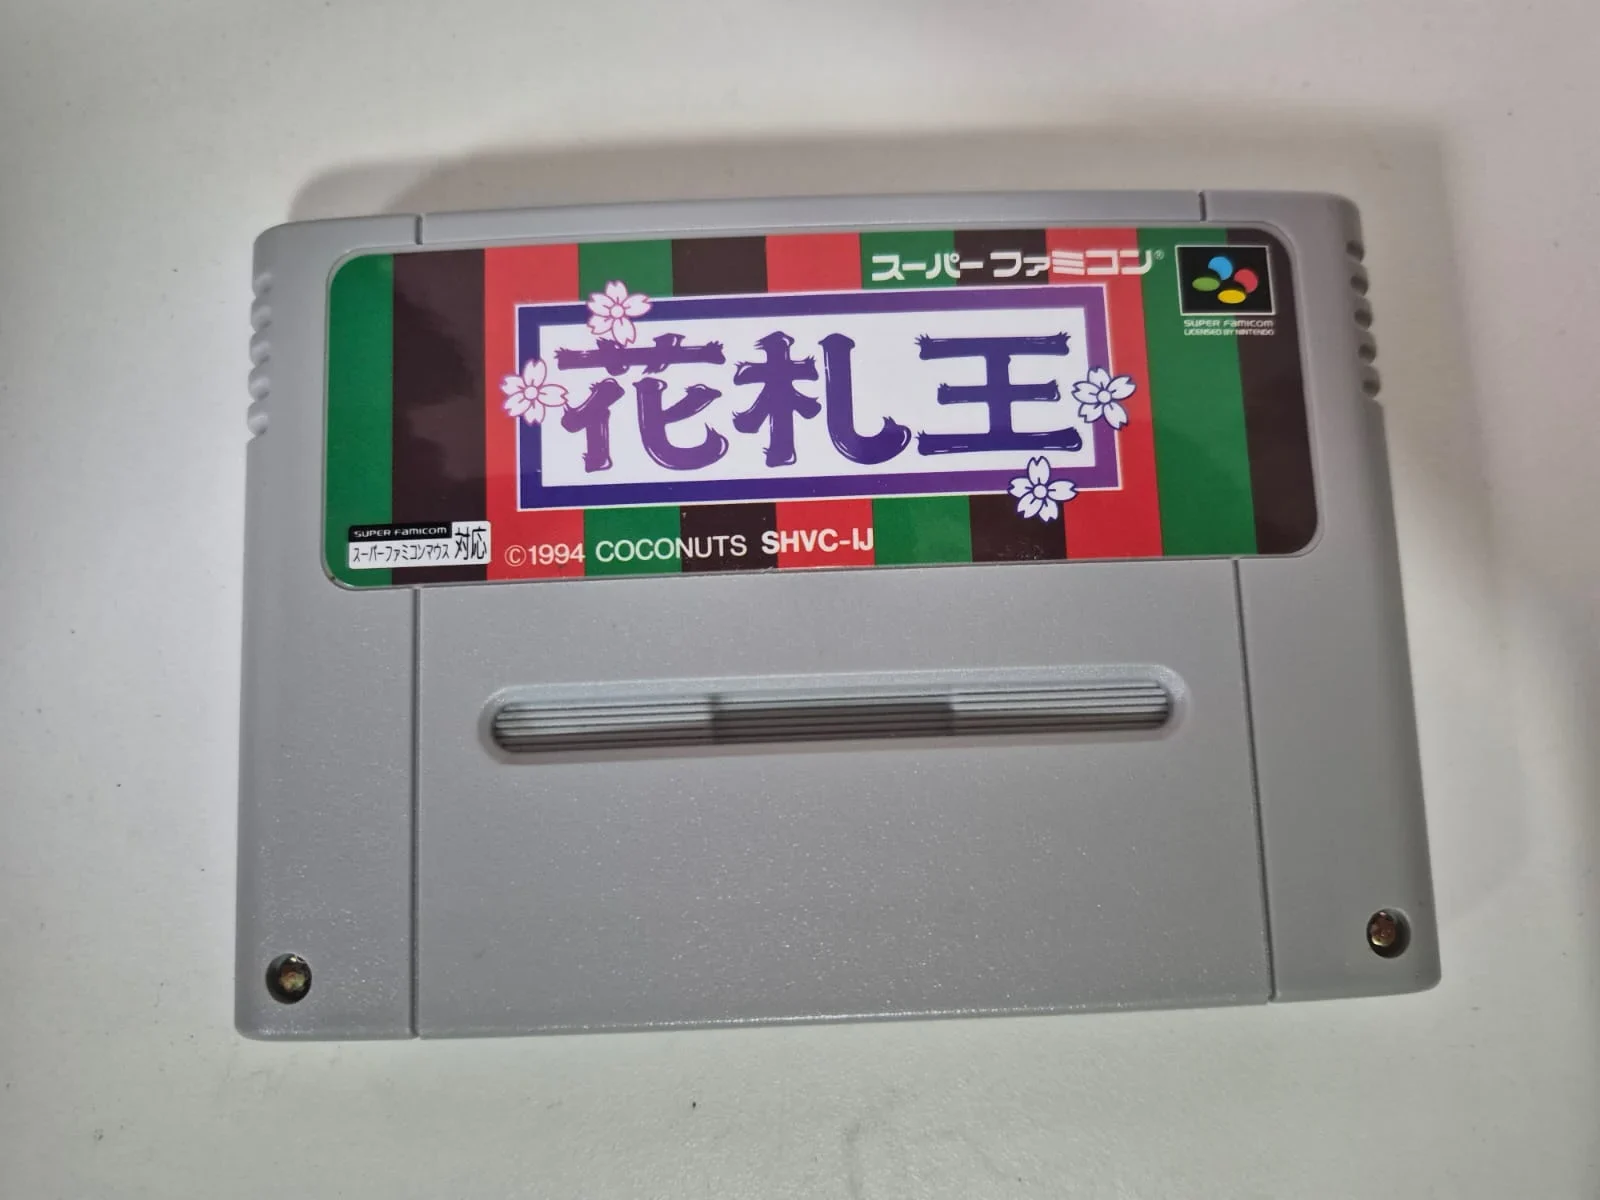 スーパーファミコン®
SUPER FAMICOM
LICENSED BY NINTENDO
花札王
SUPER FAMICOM
スーパーファミコンマウス 対応
©1994 COCONUTS SHVC-IJ